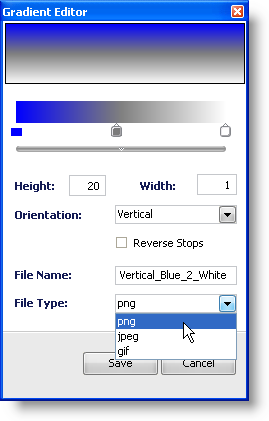 Gradient Editor
Height: 20 Width: 1
Orientation: Vertical
Reverse Stops
File Name: Vertical_Blue_2_White
File Type: png
png
jpeg
gif
Save Cancel